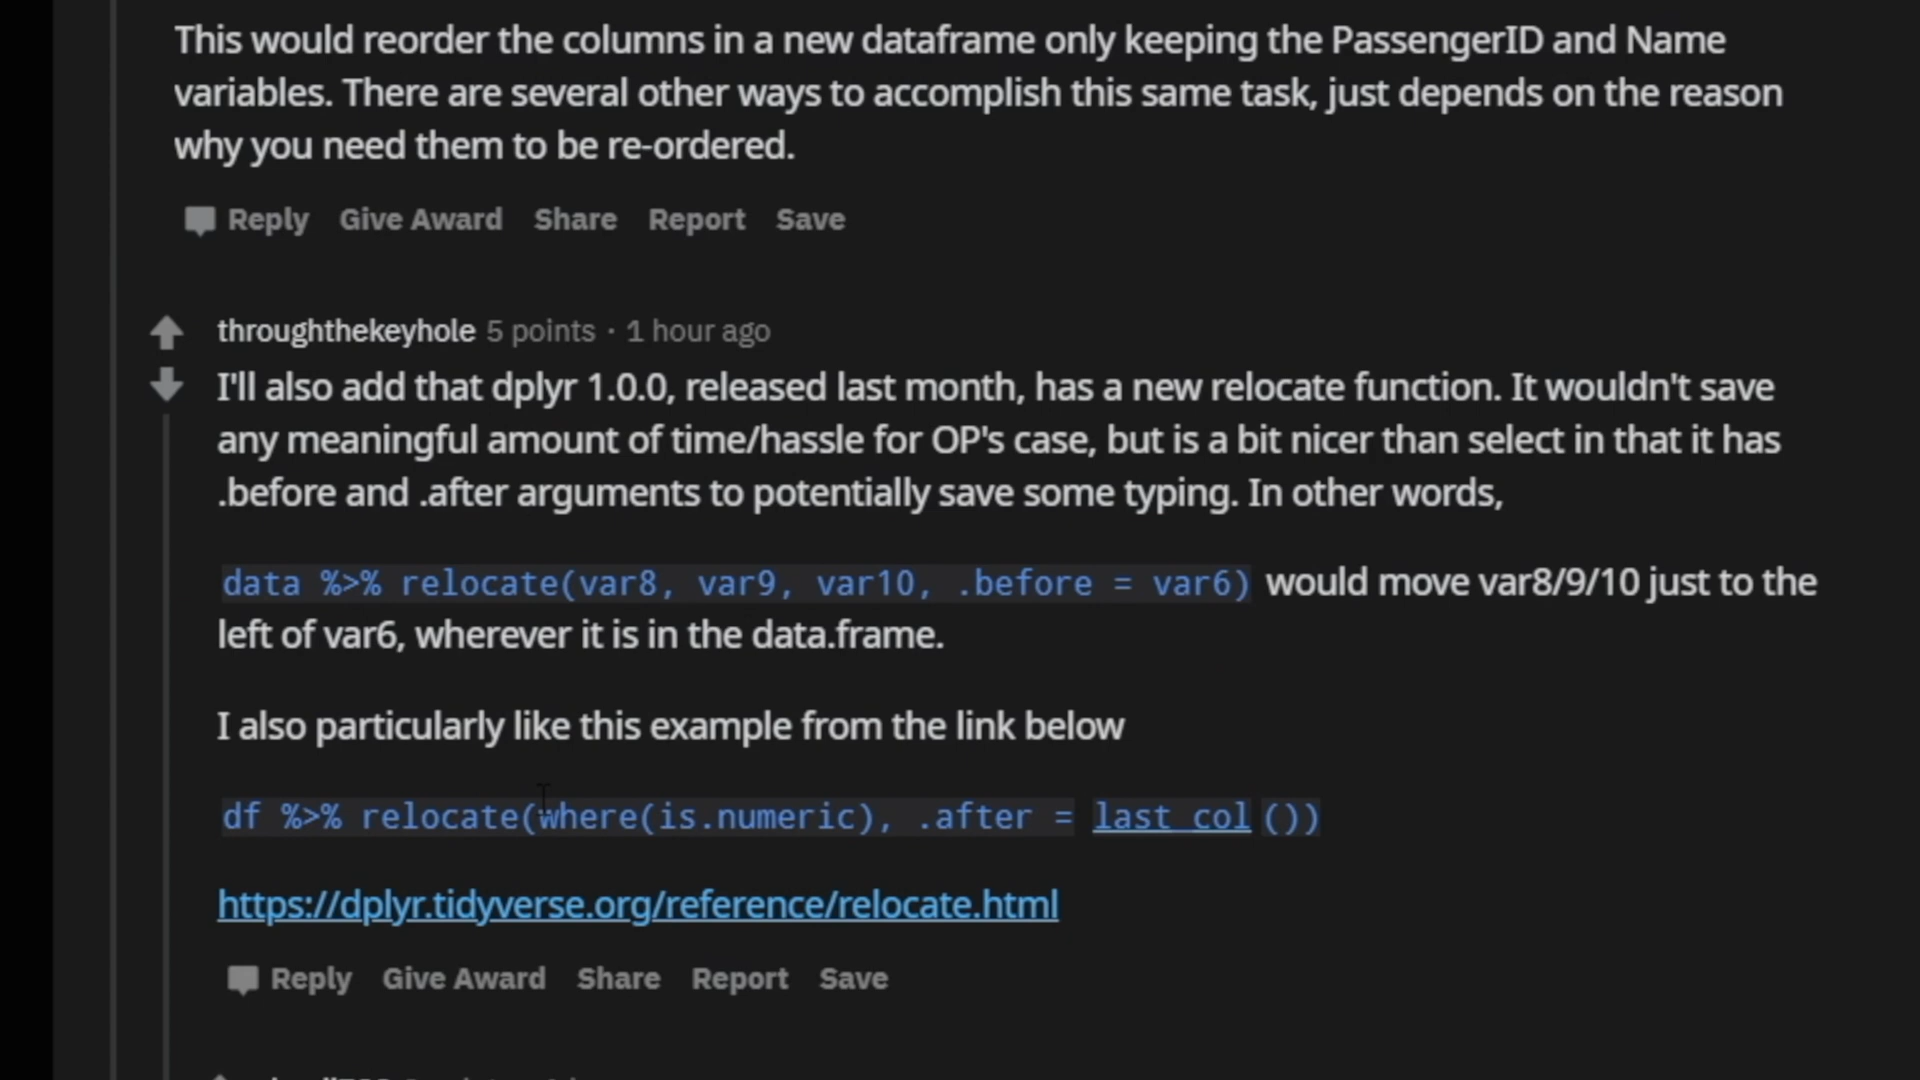 This would reorder the columns in a new dataframe only keeping the PassengerID and Name
variables. There are several other ways to accomplish this same task, just depends on the reason
why you need them to be re-ordered.
Reply Give Award Share Report Save
throughthekeyhole 5 points · 1 hour ago
I'll also add that dplyr 1.0.0, released last month, has a new relocate function. It wouldn't save
any meaningful amount of time/hassle for OP's case, but is a bit nicer than select in that it has
.before and .after arguments to potentially save some typing. In other words,
data %>% relocate(var8, var9, var10, .before = var6) would move var8/9/10 just to the
left of var6, wherever it is in the data.frame.
I also particularly like this example from the link below
df %>% relocate(where(is.numeric), .after = last_col ())
https://dplyr.tidyverse.org/reference/relocate.html
Reply Give Award Share Report Save